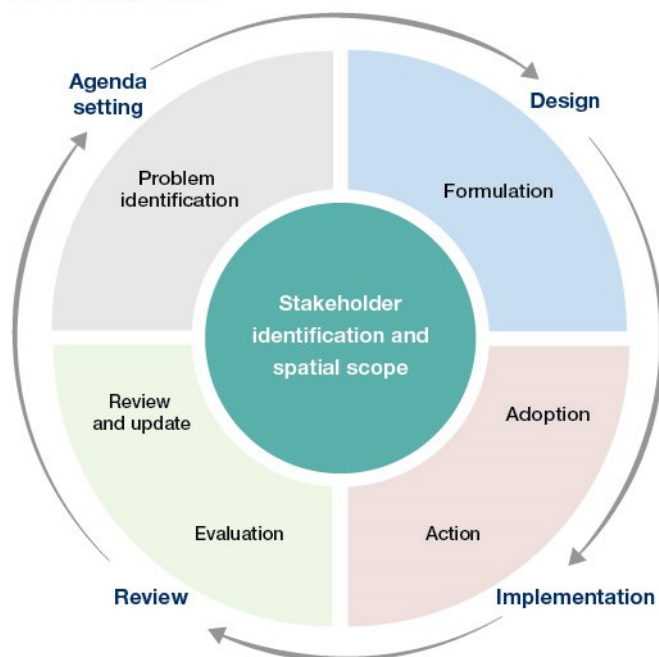 Agenda
setting
Design
Problem
identification
Formulation
Stakeholder
identification and
spatial scope
Review
and update
Adoption
Evaluation
Action
Review
Implementation